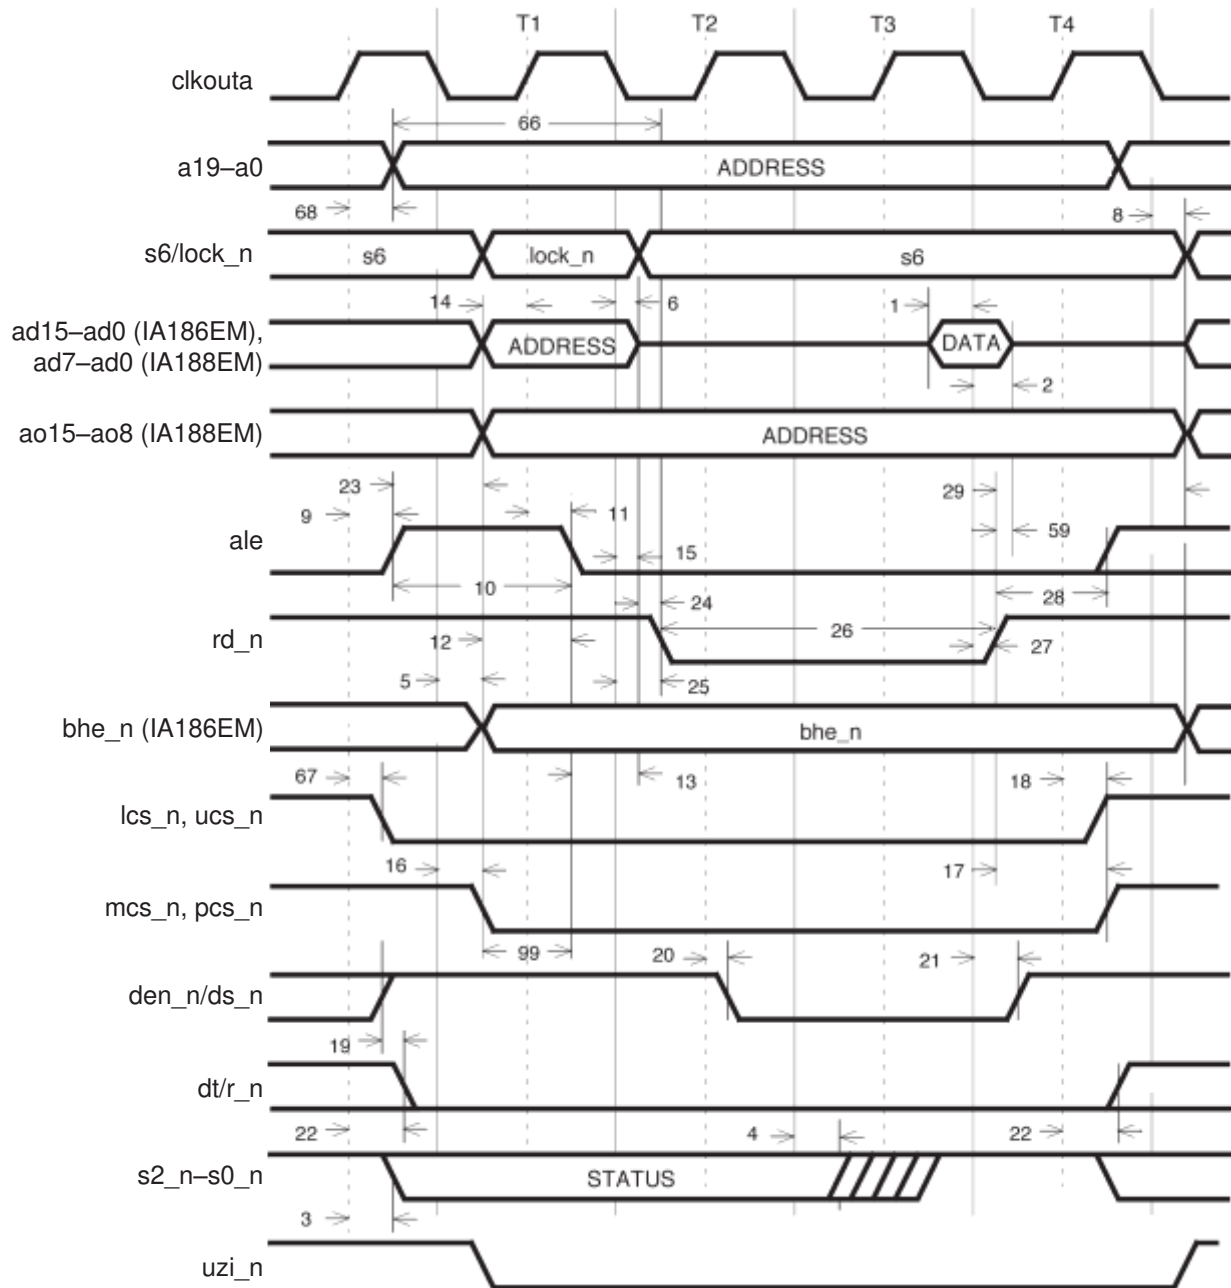 T1 T2 T3 T4
clkouta
66
a19–a0 ADDRESS
68 8
s6/lock_n s6 lock_n s6
14 6 1
ad15–ad0 (IA186EM),
ad7–ad0 (IA188EM)
ADDRESS DATA
2
ao15–ao8 (IA188EM) ADDRESS
23 29
9 11 59
ale
15
10 28
24
rd_n 12 26 27
5 25
bhe_n (IA186EM) bhe_n
67 13 18
lcs_n, ucs_n
16 17
mcs_n, pcs_n
99 20 21
den_n/ds_n
19
dt/r_n
22 4 22
s2_n–s0_n STATUS
3
uzi_n